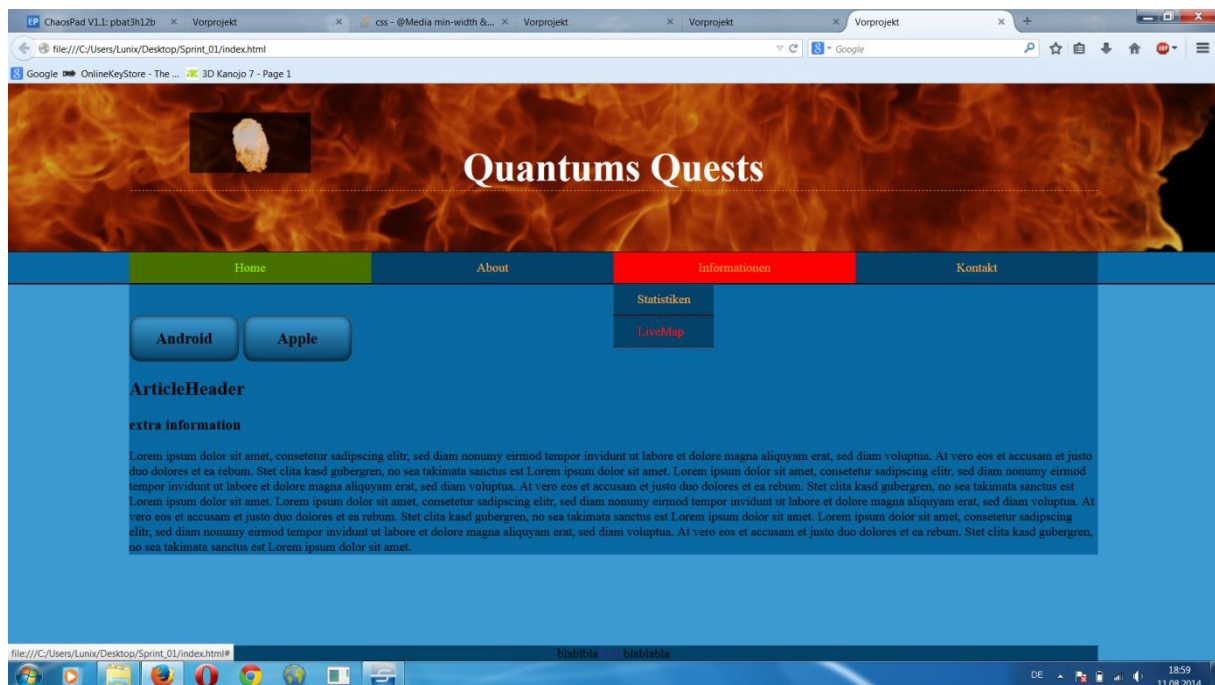 ChaosPad V1.1: pbat3h12b
Vorprojekt
css - @Media min-width &...
Vorprojekt
Vorprojekt
Vorprojekt
file:///C:/Users/Lunix/Desktop/Sprint_01/index.html
Google
Google
OnlineKeyStore - The ...
3D Kanojo 7 - Page 1
Quantums Quests
Home
About
Informationen
Kontakt
Statistiken
LiveMap
Android
Apple
ArticleHeader
extra information
Lorem ipsum dolor sit amet, consetetur sadipscing elitr, sed diam nonumy eirmod tempor invidunt ut labore et dolore magna aliquyam erat, sed diam voluptua. At vero eos et accusam et justo
duo dolores et ea rebum. Stet clita kasd gubergren, no sea takimata sanctus est Lorem ipsum dolor sit amet. Lorem ipsum dolor sit amet, consetetur sadipscing elitr, sed diam nonumy eirmod
tempor invidunt ut labore et dolore magna aliquyam erat, sed diam voluptua. At vero eos et accusam et justo duo dolores et ea rebum. Stet clita kasd gubergren, no sea takimata sanctus est
Lorem ipsum dolor sit amet. Lorem ipsum dolor sit amet, consetetur sadipscing elitr, sed diam nonumy eirmod tempor invidunt ut labore et dolore magna aliquyam erat, sed diam voluptua. At
vero eos et accusam et justo duo dolores et ea rebum. Stet clita kasd gubergren, no sea takimata sanctus est Lorem ipsum dolor sit amet. Lorem ipsum dolor sit amet, consetetur sadipscing
elitr, sed diam nonumy eirmod tempor invidunt ut labore et dolore magna aliquyam erat, sed diam voluptua. At vero eos et accusam et justo duo dolores et ea rebum. Stet clita kasd gubergren,
no sea takimata sanctus est Lorem ipsum dolor sit amet.
file:///C:/Users/Lunix/Desktop/Sprint_01/index.html#
blablbla blablabla
DE
18:59
11.08.2014